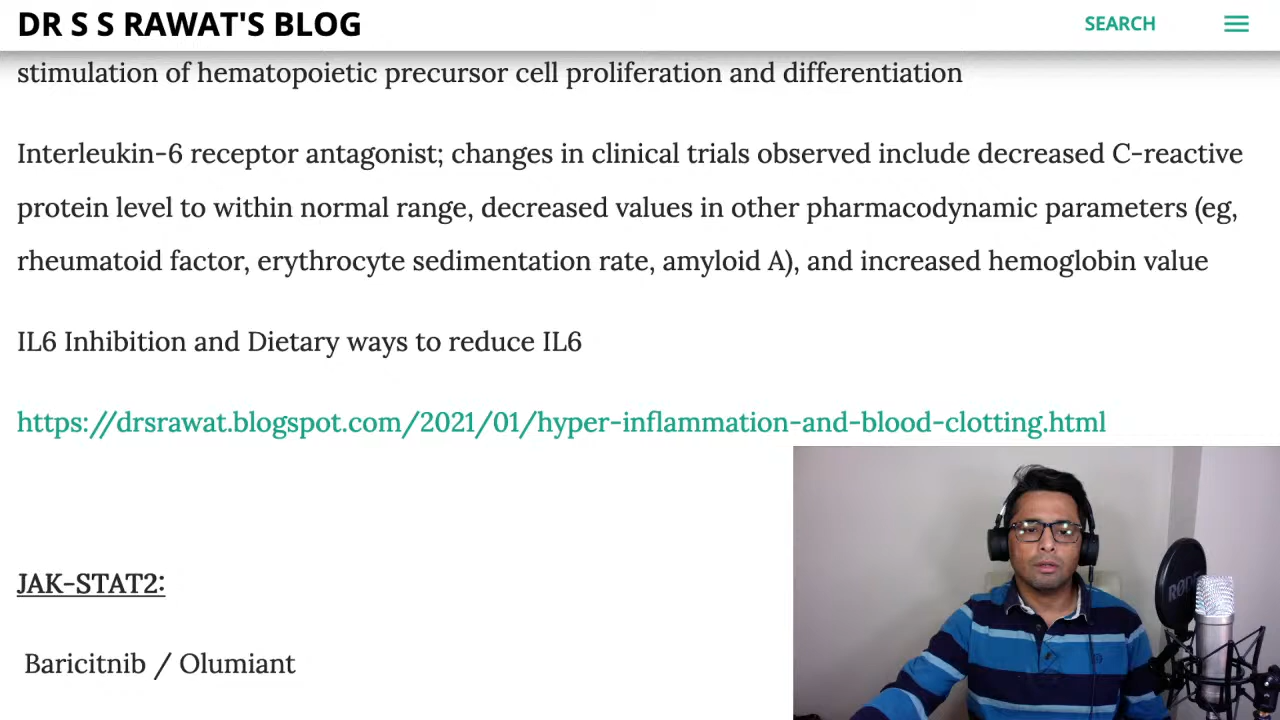 DR S S RAWAT'S BLOG
SEARCH
stimulation of hematopoietic precursor cell proliferation and differentiation
Interleukin-6 receptor antagonist; changes in clinical trials observed include decreased C-reactive
protein level to within normal range, decreased values in other pharmacodynamic parameters (eg,
rheumatoid factor, erythrocyte sedimentation rate, amyloid A), and increased hemoglobin value
IL6 Inhibition and Dietary ways to reduce IL6
https://drsrawat.blogspot.com/2021/01/hyper-inflammation-and-blood-clotting.html
JAK-STAT2:
Baricitnib / Olumiant
RØDE